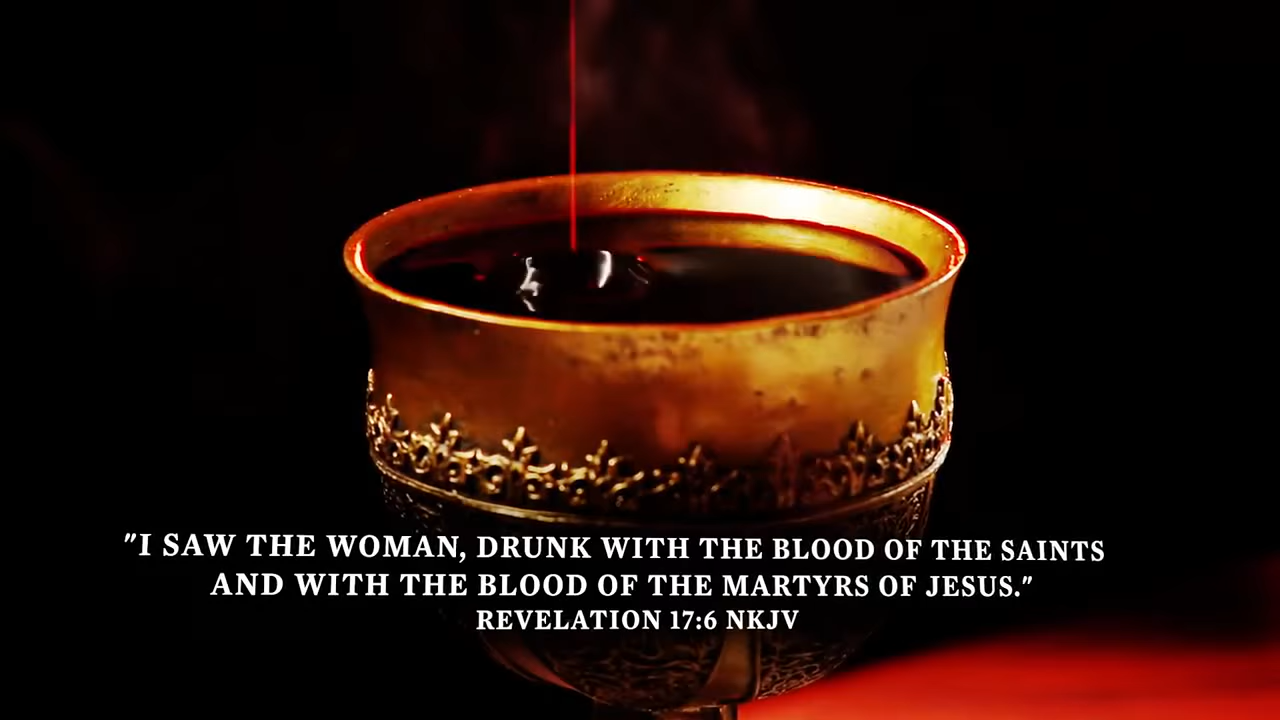 "I SAW THE WOMAN, DRUNK WITH THE BLOOD OF THE SAINTS
AND WITH THE BLOOD OF THE MARTYRS OF JESUS."
REVELATION 17:6 NKJV